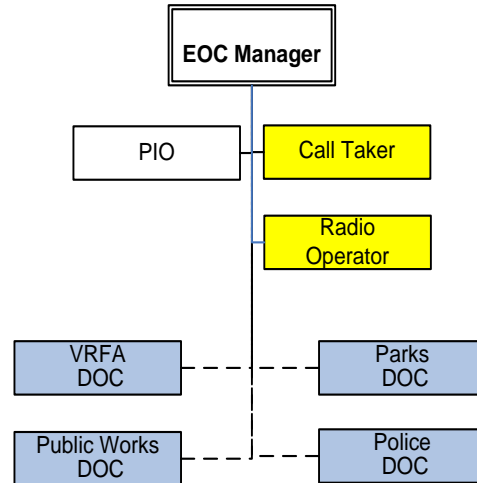 EOC Manager
PIO
Call Taker
Radio
Operator
VRFA
DOC
Parks
DOC
Public Works
DOC
Police
DOC